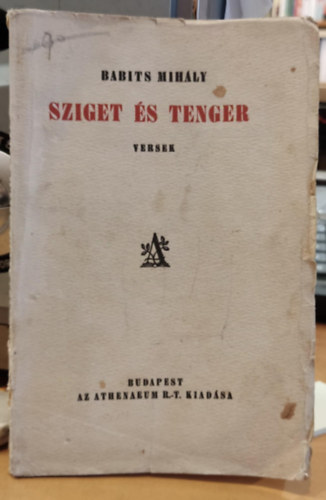 BABITS MIHÁLY
SZIGET ÉS TENGER
VERSEK
A
BUDAPEST
AZ ATHENAEUM R.-T. KIADÁSA